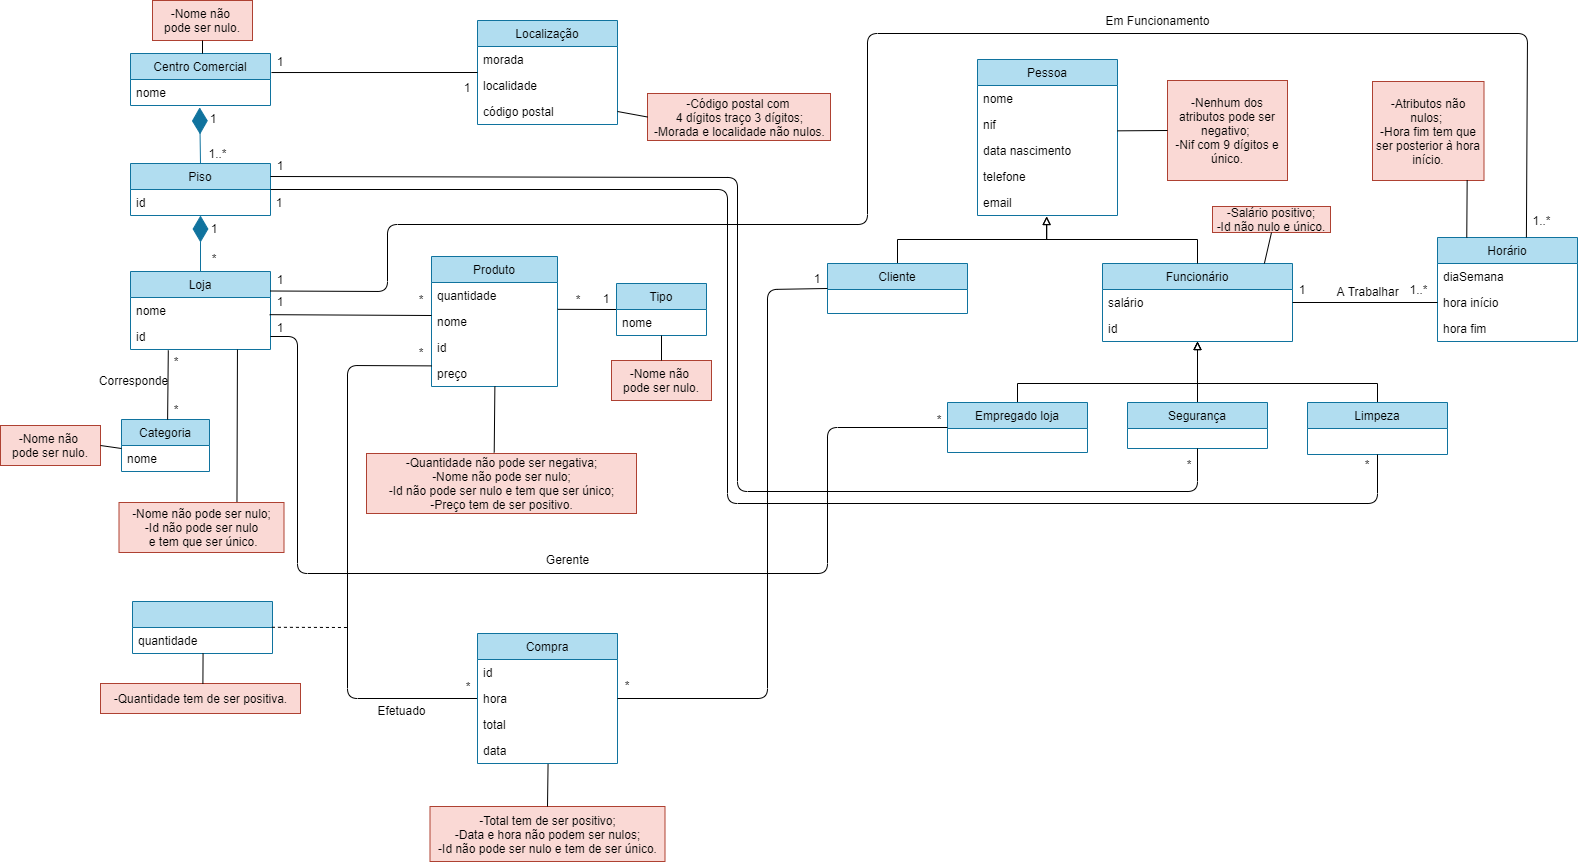 -Nome não
pode ser nulo.
Centro Comercial
nome
1
1
Localização
morada
localidade
código postal
-Código postal com
4 dígitos traço 3 dígitos;
-Morada e localidade não nulos.
Em Funcionamento
Pessoa
nome
nif
data nascimento
telefone
email
-Nenhum dos
atributos pode ser
negativo;
-Nif com 9 dígitos e
único.
-Atributos não
nulos;
-Hora fim tem que
ser posterior à hora
início.
1
1..*
Piso
id
1
1
1
*
-Salário positivo;
-Id não nulo e único.
1..*
Loja
nome
id
1
1
1
Produto
quantidade
nome
id
preço
*
*
*
1
Tipo
nome
-Nome não
pode ser nulo.
1
Cliente
Funcionário
salário
id
1
A Trabalhar
1..*
Horário
diaSemana
hora início
hora fim
*
Corresponde
*
Categoria
nome
-Nome não
pode ser nulo.
-Nome não pode ser nulo;
-Id não pode ser nulo
e tem que ser único.
-Quantidade não pode ser negativa;
-Nome não pode ser nulo;
-Id não pode ser nulo e tem que ser único;
-Preço tem de ser positivo.
*
Empregado loja
Segurança
Limpeza
*
*
Gerente
quantidade
-Quantidade tem de ser positiva.
*
Efetuado
Compra
id
hora
total
data
*
-Total tem de ser positivo;
-Data e hora não podem ser nulos;
-Id não pode ser nulo e tem de ser único.